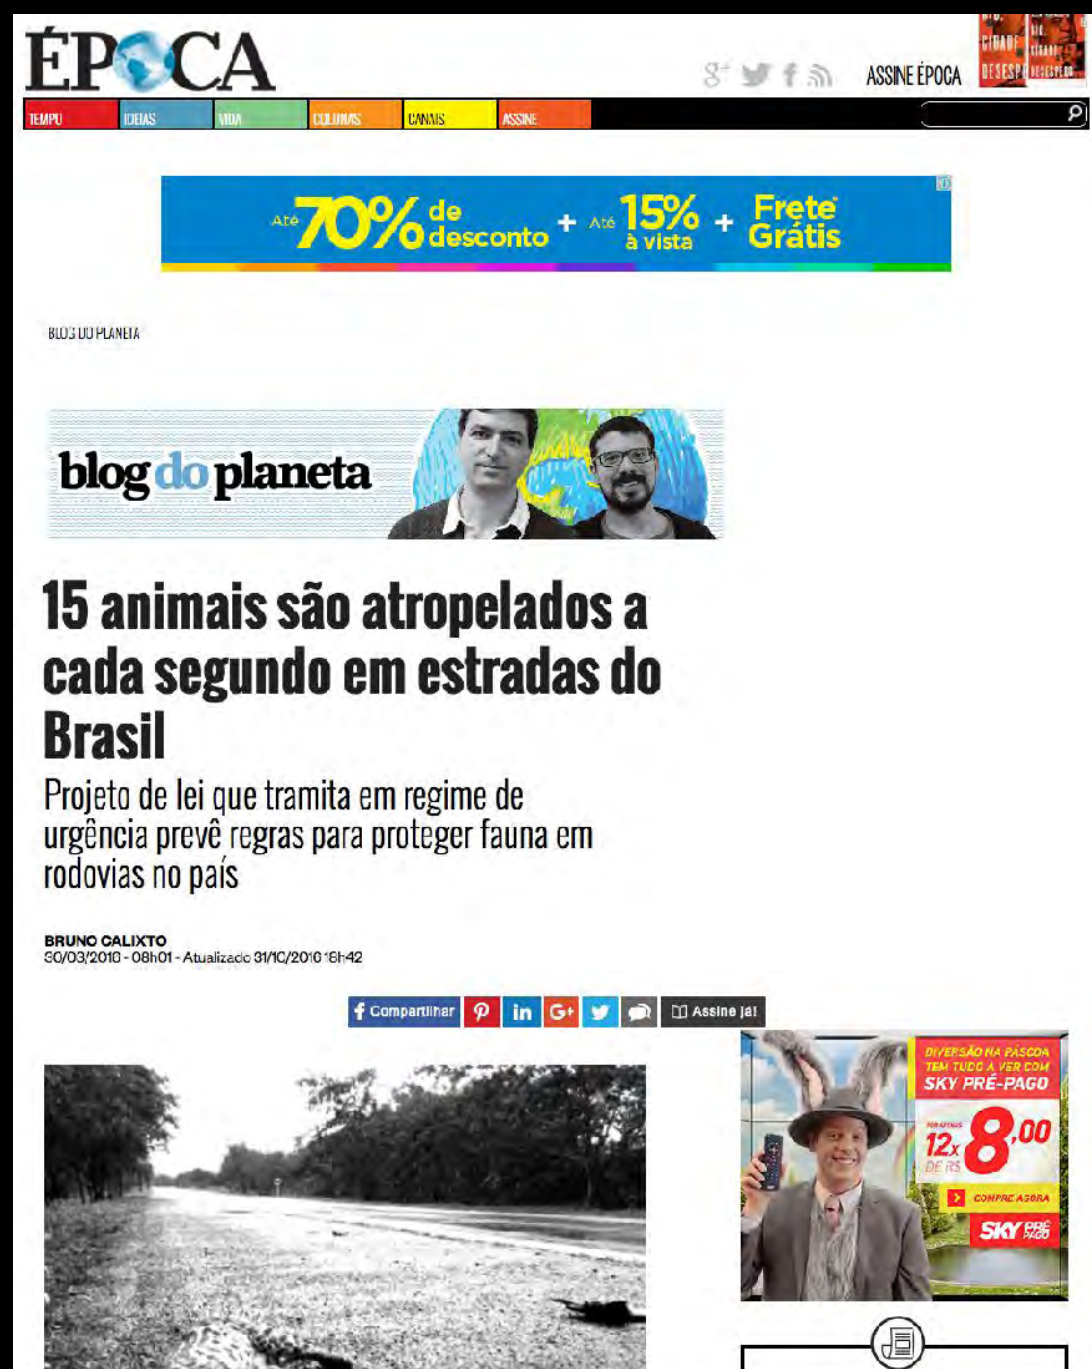 ÉPOCA
ASSINE ÉPOCA
TEMPO IDEIAS VIDA COLUNAS CANAIS ASSINE
Até 70% de desconto + Até 15% à vista + Frete Grátis
BLOG DO PLANETA
blog do planeta
15 animais são atropelados a
cada segundo em estradas do
Brasil
Projeto de lei que tramita em regime de
urgência prevê regras para proteger fauna em
rodovias no país
BRUNO CALIXTO
30/03/2016 - 08h01 - Atualizado 31/10/2016 16h42
Compartilhar in G+ Assine já!
DIVERSÃO NA PÁSCOA
TEM TUDO A VER COM
SKY PRÉ-PAGO
POR APENAS
12x 8,00
DE R$
COMPRE AGORA
SKY PRÉ PAGO